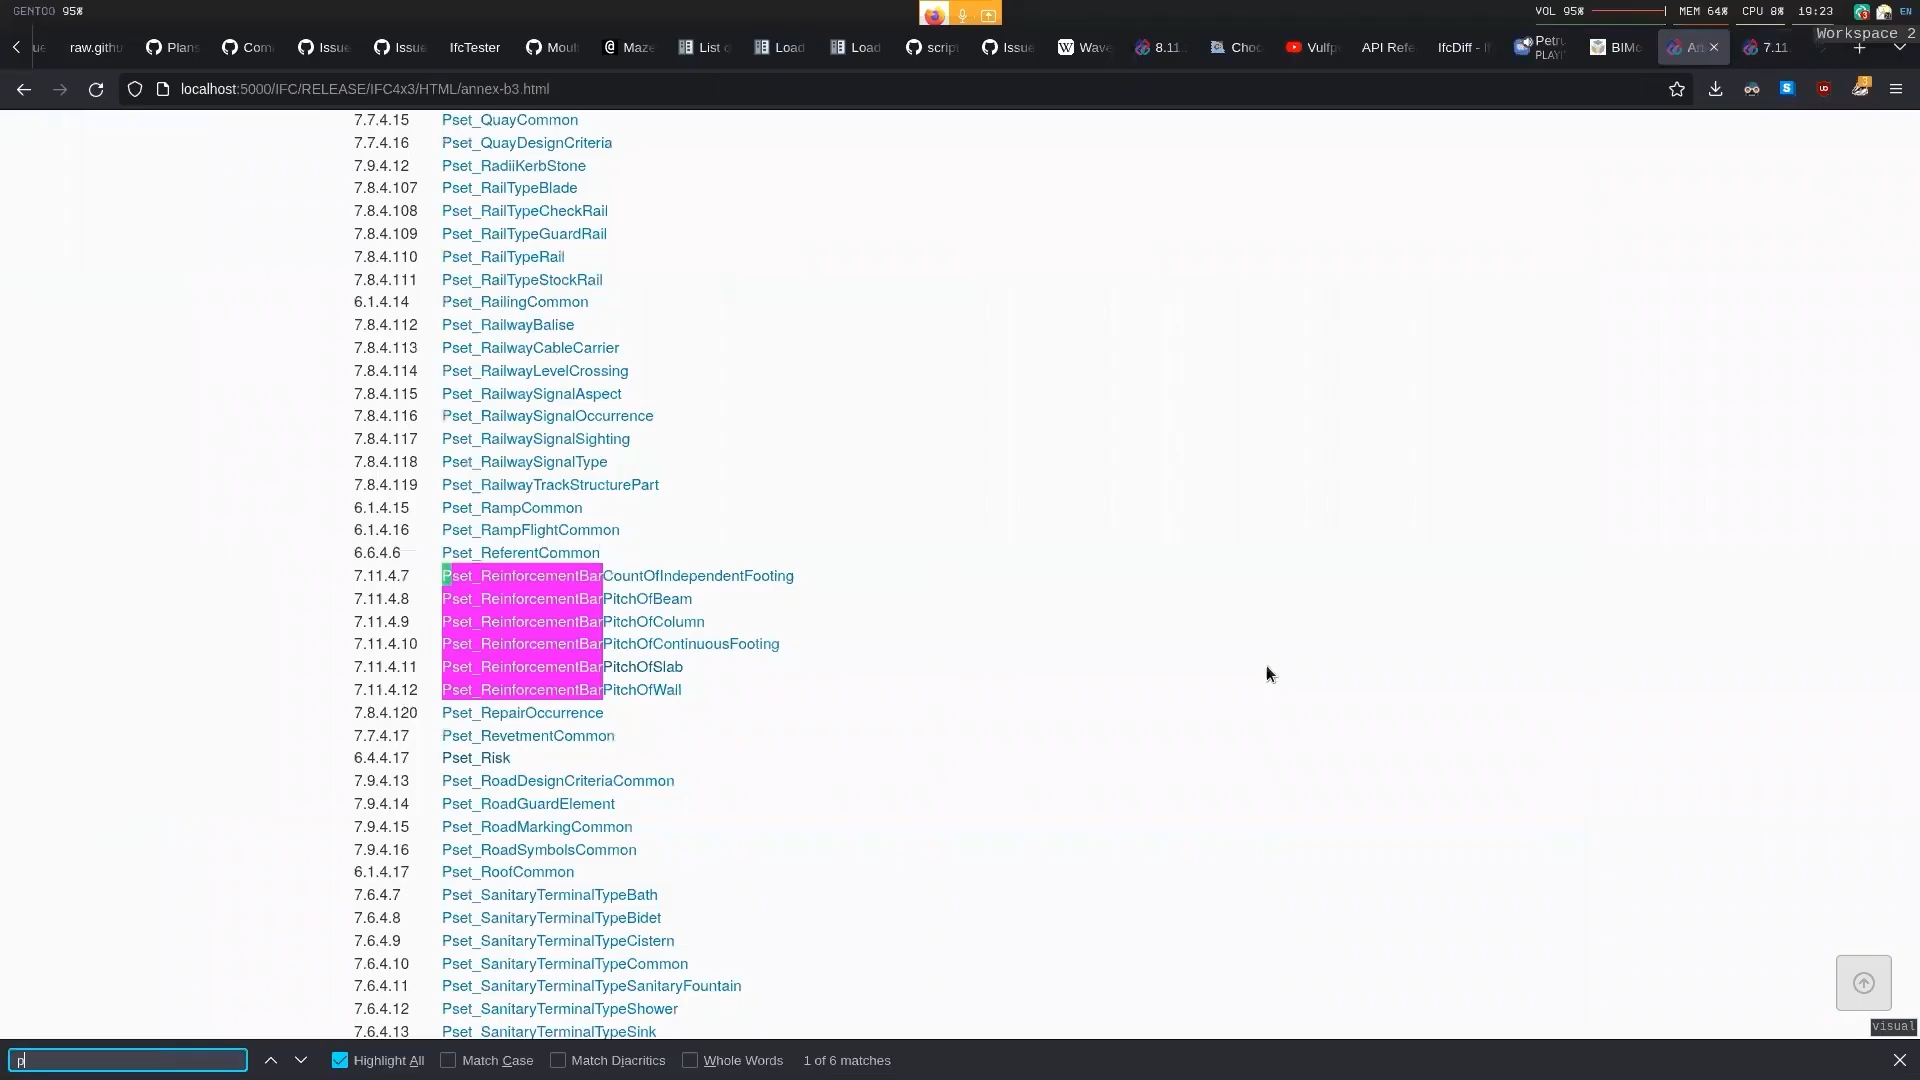 GENTOO 95%
VOL 95% MEM 64% CPU 8% 19:23 EN
raw.githu Plans Com Issue Issue IfcTester Moul Maze List Load Load scrip Issue Wave 8.11. Choc Vulfp API Refe IfcDiff - I Petru BIMc An 7.11
PLAYI
Workspace 2
localhost:5000/IFC/RELEASE/IFC4x3/HTML/annex-b3.html
7.7.4.15 Pset_QuayCommon
7.7.4.16 Pset_QuayDesignCriteria
7.9.4.12 Pset_RadiiKerbStone
7.8.4.107 Pset_RailTypeBlade
7.8.4.108 Pset_RailTypeCheckRail
7.8.4.109 Pset_RailTypeGuardRail
7.8.4.110 Pset_RailTypeRail
7.8.4.111 Pset_RailTypeStockRail
6.1.4.14 Pset_RailingCommon
7.8.4.112 Pset_RailwayBalise
7.8.4.113 Pset_RailwayCableCarrier
7.8.4.114 Pset_RailwayLevelCrossing
7.8.4.115 Pset_RailwaySignalAspect
7.8.4.116 Pset_RailwaySignalOccurrence
7.8.4.117 Pset_RailwaySignalSighting
7.8.4.118 Pset_RailwaySignalType
7.8.4.119 Pset_RailwayTrackStructurePart
6.1.4.15 Pset_RampCommon
6.1.4.16 Pset_RampFlightCommon
6.6.4.6 Pset_ReferentCommon
7.11.4.7 Pset_ReinforcementBarCountOfIndependentFooting
7.11.4.8 Pset_ReinforcementBarPitchOfBeam
7.11.4.9 Pset_ReinforcementBarPitchOfColumn
7.11.4.10 Pset_ReinforcementBarPitchOfContinuousFooting
7.11.4.11 Pset_ReinforcementBarPitchOfSlab
7.11.4.12 Pset_ReinforcementBarPitchOfWall
7.8.4.120 Pset_RepairOccurrence
7.7.4.17 Pset_RevetmentCommon
6.4.4.17 Pset_Risk
7.9.4.13 Pset_RoadDesignCriteriaCommon
7.9.4.14 Pset_RoadGuardElement
7.9.4.15 Pset_RoadMarkingCommon
7.9.4.16 Pset_RoadSymbolsCommon
6.1.4.17 Pset_RoofCommon
7.6.4.7 Pset_SanitaryTerminalTypeBath
7.6.4.8 Pset_SanitaryTerminalTypeBidet
7.6.4.9 Pset_SanitaryTerminalTypeCistern
7.6.4.10 Pset_SanitaryTerminalTypeCommon
7.6.4.11 Pset_SanitaryTerminalTypeSanitaryFountain
7.6.4.12 Pset_SanitaryTerminalTypeShower
7.6.4.13 Pset_SanitaryTerminalTypeSink
visual
p Highlight All Match Case Match Diacritics Whole Words 1 of 6 matches